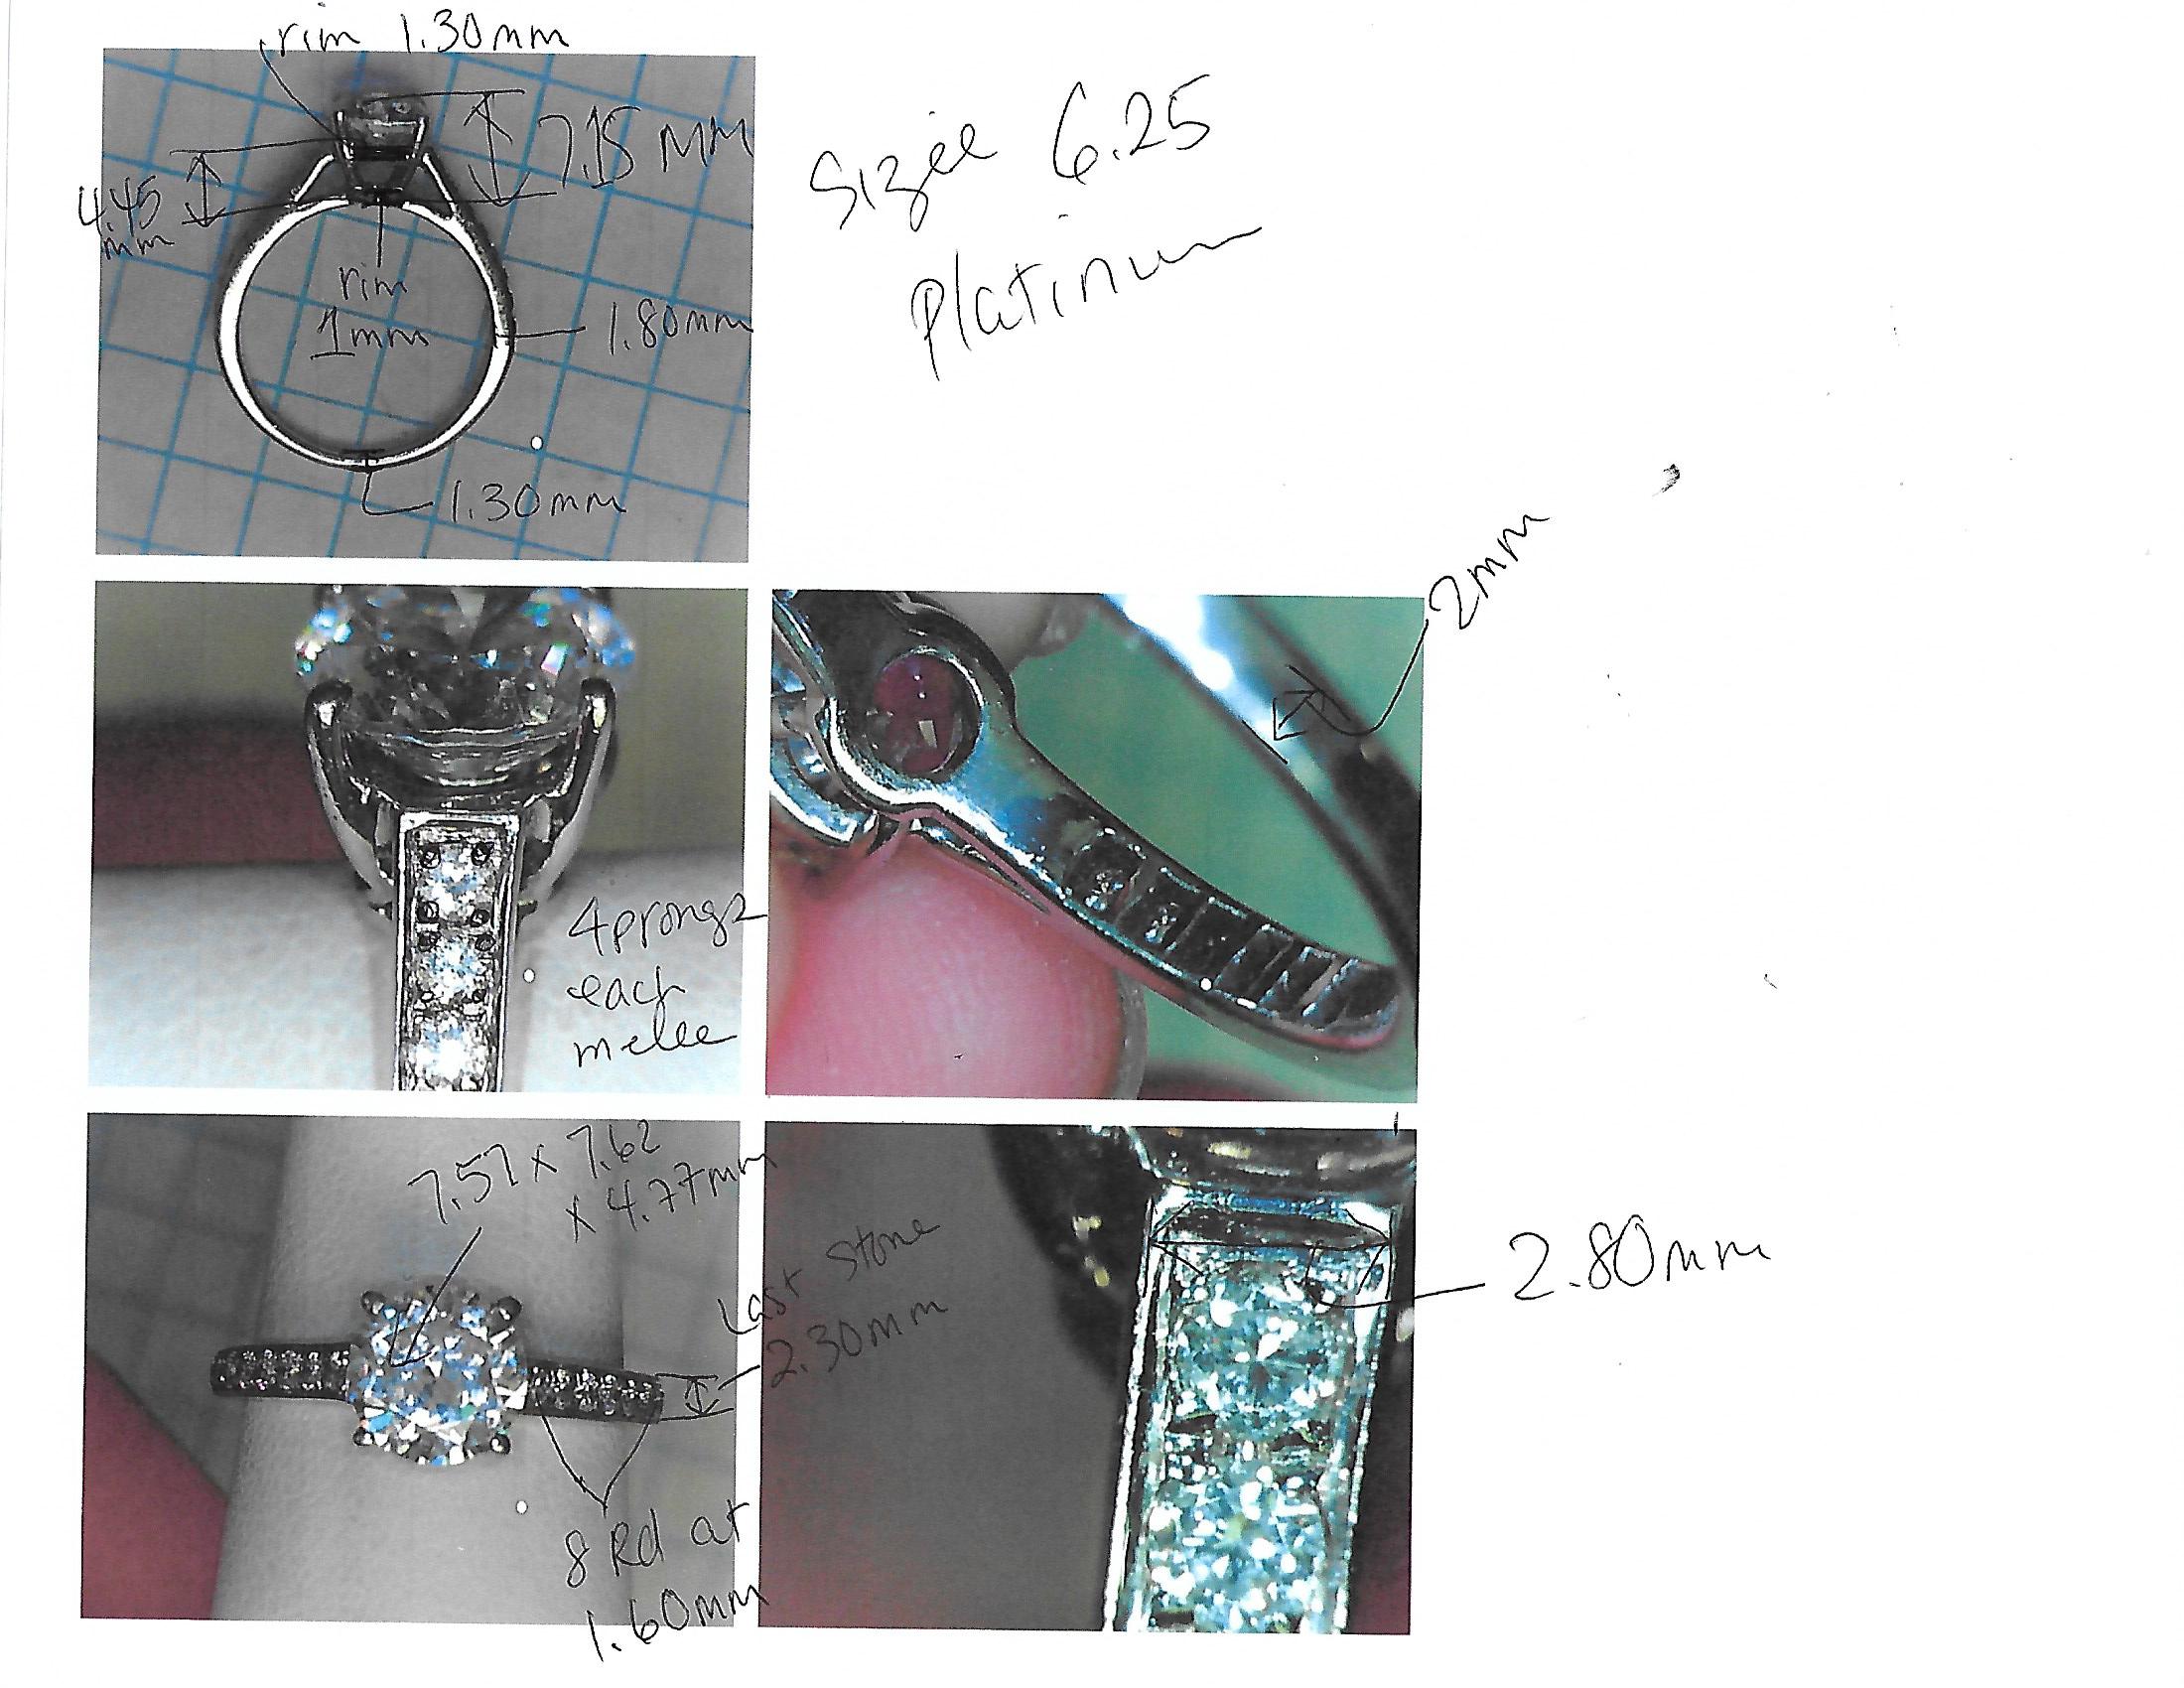 rim 1.30mm
7.15 MM
4.45
mm
rim
1mm
1.80mm
1.30mm
Sizee 6.25
Platinum
4 prongs
each
melee
2mm
7.57 x 7.62
x 4.77mm
Last Stone
2.30mm
8 Rd at
1.60mm
2.80mm